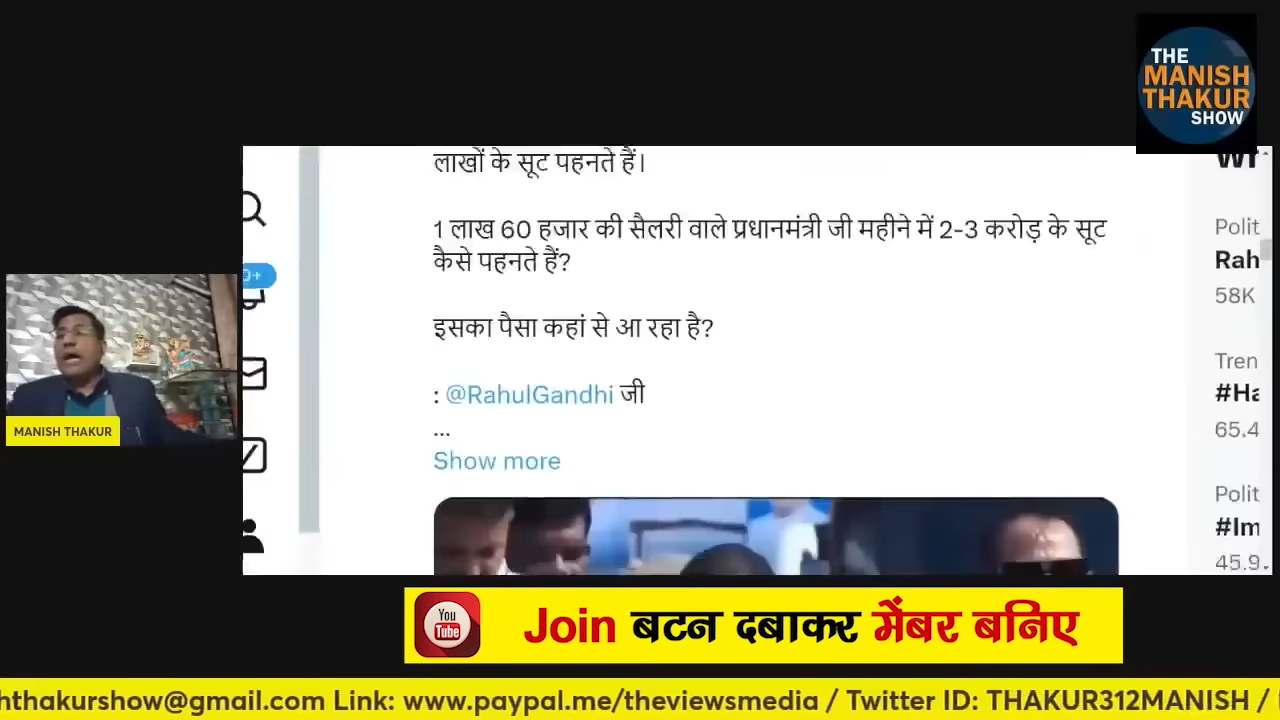 THE
MANISH
THAKUR
SHOW
लाखों के सूट पहनते हैं।
1 लाख 60 हजार की सैलरी वाले प्रधानमंत्री जी महीने में 2-3 करोड़ के सूट
कैसे पहनते हैं?
इसका पैसा कहां से आ रहा है?
: @RahulGandhi जी
...
Show more
Polit
Rah
58K
Tren
#Ha
65.4
Polit
#Im
45.9
MANISH THAKUR
You
Tube
Join बटन दबाकर मेंबर बनिए
hthakurshow@gmail.com Link: www.paypal.me/theviewsmedia / Twitter ID: THAKUR312MANISH /